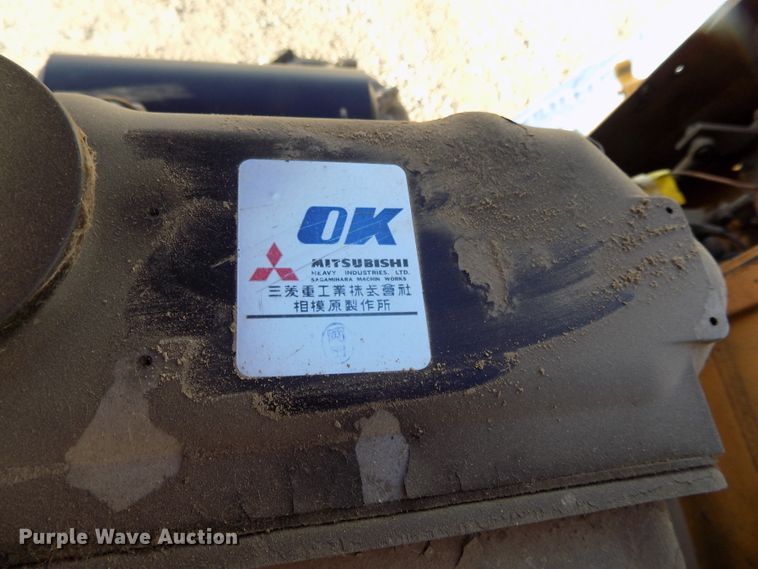 OK
MITSUBISHI
HEAVY INDUSTRIES, LTD.
SAGAMIHARA MACHIN WORKS
三菱重工業株式會社
相模原製作所
Purple Wave Auction